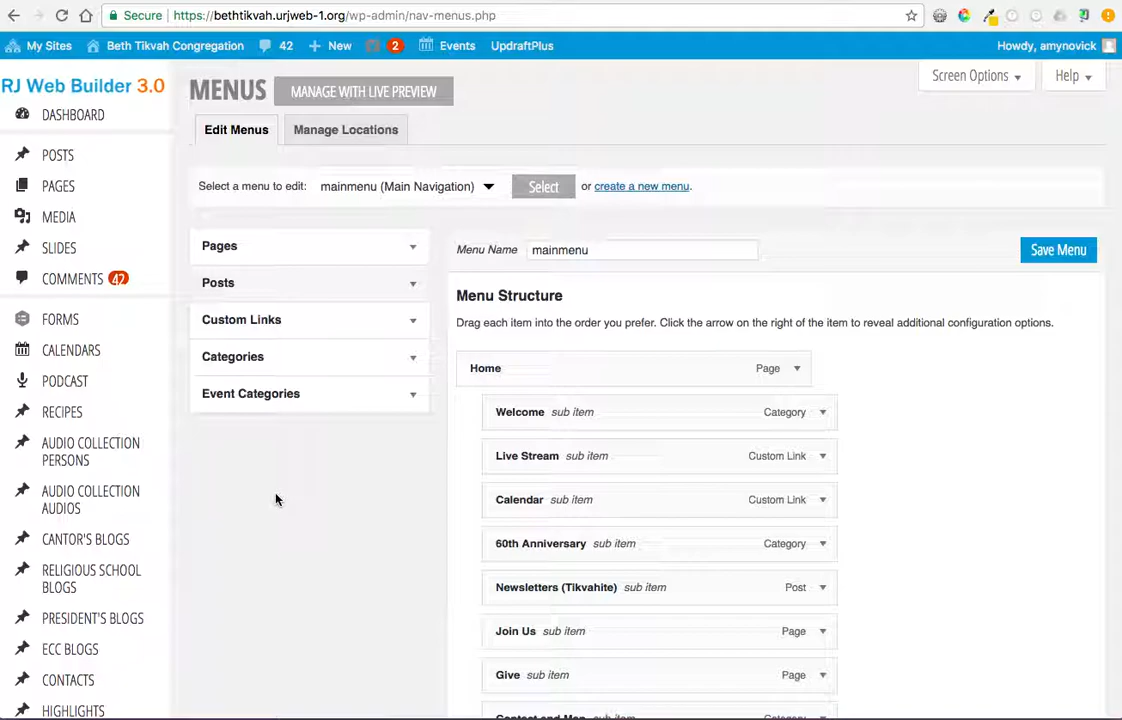 Secure https://bethtikvah.urjweb-1.org/wp-admin/nav-menus.php
My Sites Beth Tikvah Congregation 42 New 2 Events UpdraftPlus Howdy, amynovick
RJ Web Builder 3.0
DASHBOARD
POSTS
PAGES
MEDIA
SLIDES
COMMENTS 42
FORMS
CALENDARS
PODCAST
RECIPES
AUDIO COLLECTION
PERSONS
AUDIO COLLECTION
AUDIOS
CANTOR'S BLOGS
RELIGIOUS SCHOOL
BLOGS
PRESIDENT'S BLOGS
ECC BLOGS
CONTACTS
HIGHLIGHTS
MENUS MANAGE WITH LIVE PREVIEW
Screen Options Help
Edit Menus Manage Locations
Select a menu to edit: mainmenu (Main Navigation) Select or create a new menu.
Pages
Posts
Custom Links
Categories
Event Categories
Menu Name mainmenu Save Menu
Menu Structure
Drag each item into the order you prefer. Click the arrow on the right of the item to reveal additional configuration options.
Home Page
Welcome sub item Category
Live Stream sub item Custom Link
Calendar sub item Custom Link
60th Anniversary sub item Category
Newsletters (Tikvahite) sub item Post
Join Us sub item Page
Give sub item Page
Contact and Map sub item Category